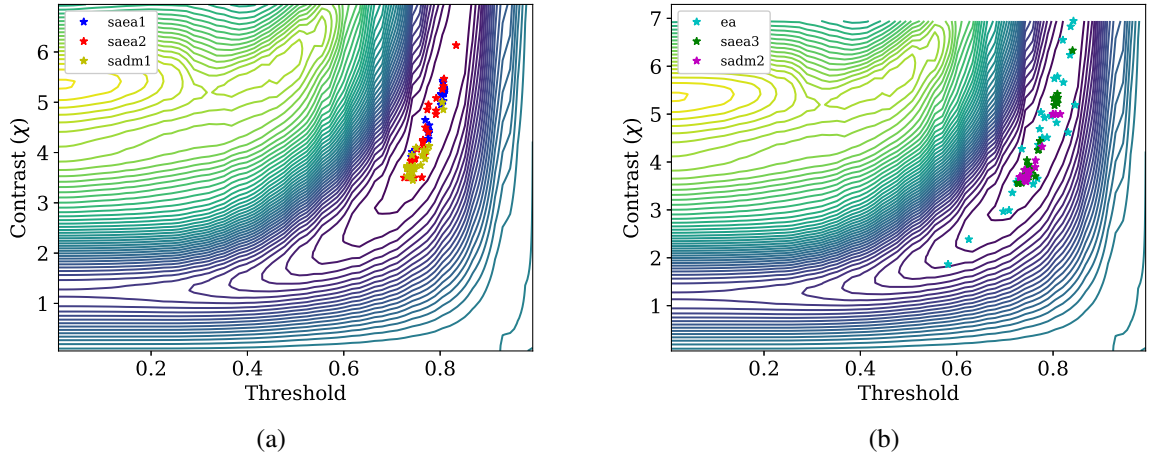 saea1
saea2
sadm1
6
5
4
3
2
1
0.2 0.4 0.6 0.8
Threshold
Contrast (χ)
(a)
ea
saea3
sadm2
7
6
5
4
3
2
1
0.2 0.4 0.6 0.8
Threshold
Contrast (χ)
(b)